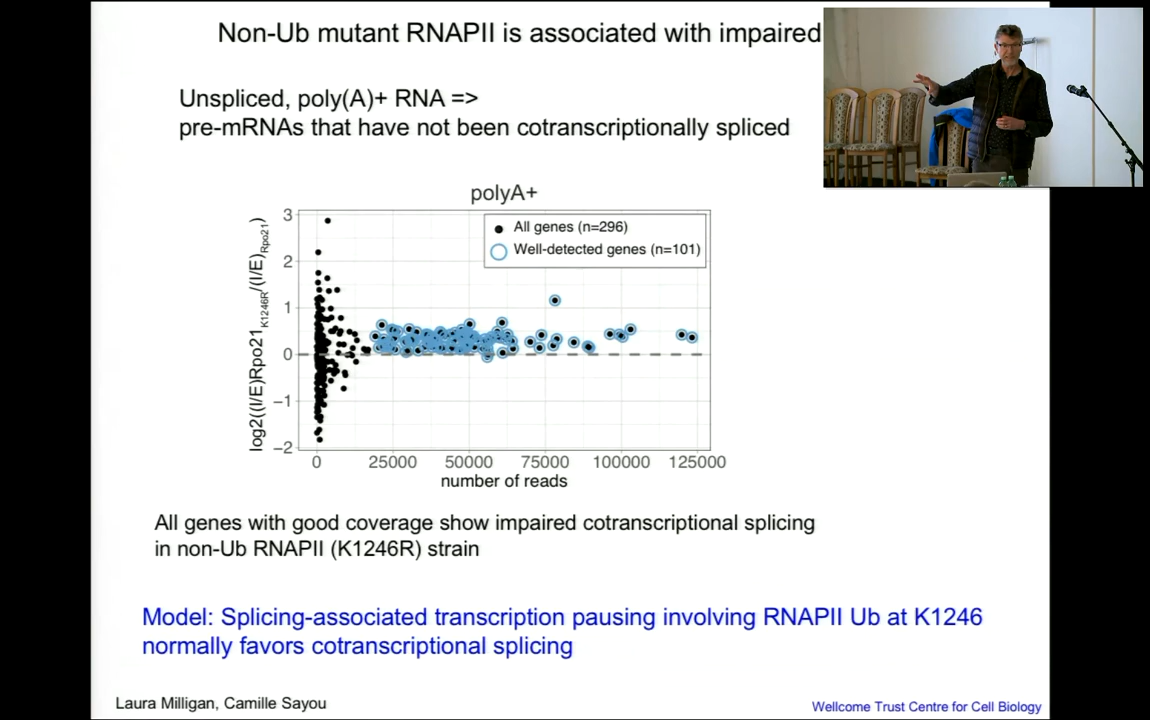 Non-Ub mutant RNAPII is associated with impaired
Unspliced, poly(A)+ RNA =>
pre-mRNAs that have not been cotranscriptionally spliced
polyA+
log2((I/E)Rpo21K1246R/(I/E)Rpo21)
3
2
1
0
−1
−2
All genes (n=296)
Well-detected genes (n=101)
0 25000 50000 75000 100000 125000
number of reads
All genes with good coverage show impaired cotranscriptional splicing
in non-Ub RNAPII (K1246R) strain
Model: Splicing-associated transcription pausing involving RNAPII Ub at K1246
normally favors cotranscriptional splicing
Laura Milligan, Camille Sayou
Wellcome Trust Centre for Cell Biology